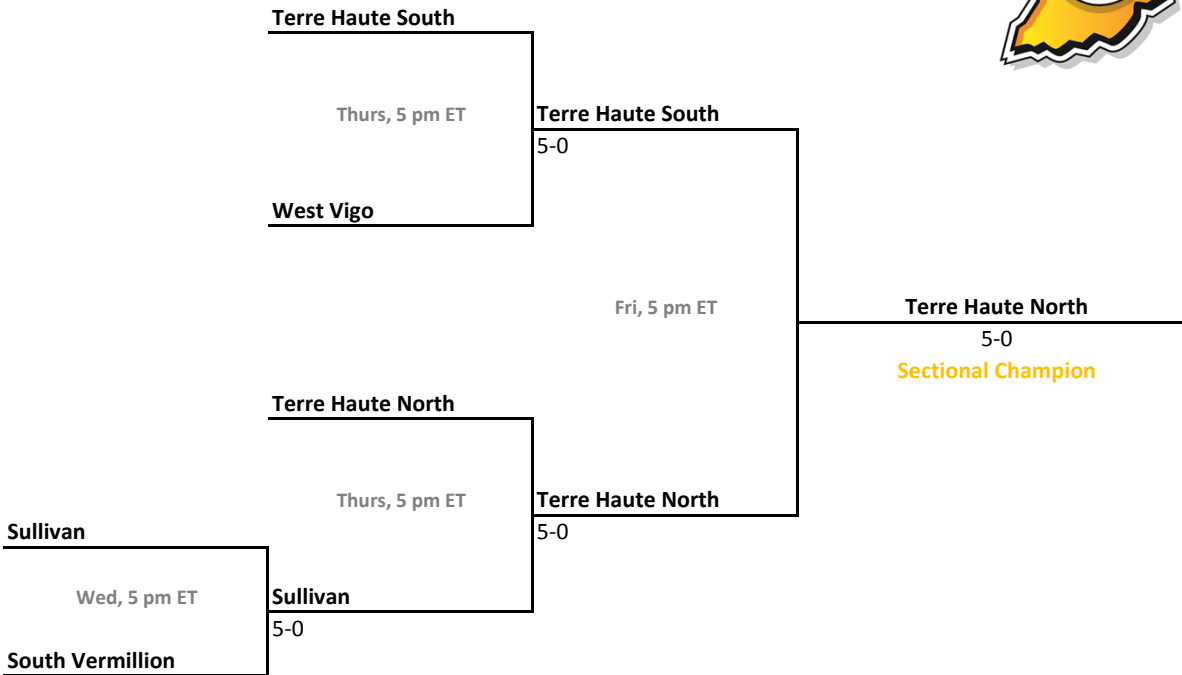 Terre Haute South
Thurs, 5 pm ET
Terre Haute South
5-0
West Vigo
Fri, 5 pm ET
Terre Haute North
5-0
Sectional Champion
Terre Haute North
Thurs, 5 pm ET
Terre Haute North
5-0
Sullivan
Wed, 5 pm ET
Sullivan
5-0
South Vermillion